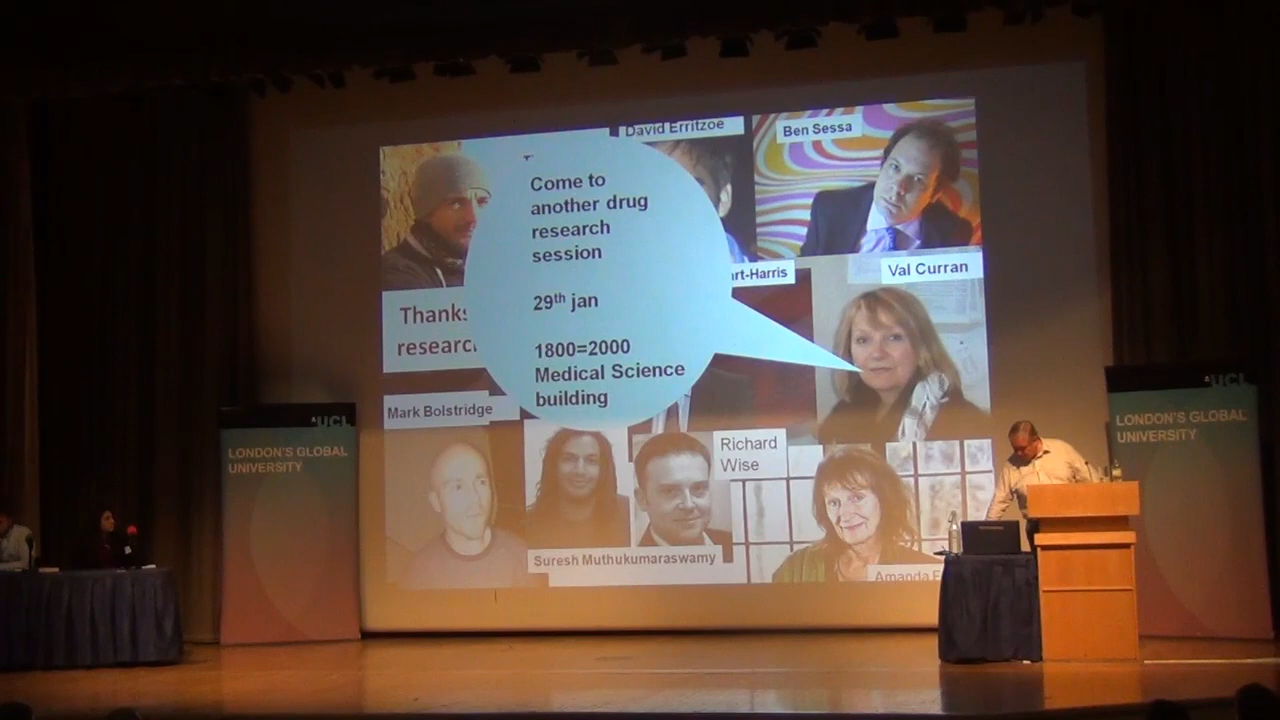 David Erritzoe
Ben Sessa
Come to
another drug
research
session
29th jan
1800=2000
Medical Science
building
art-Harris
Val Curran
Thanks
researc
Mark Bolstridge
Richard
Wise
Suresh Muthukumaraswamy
Amanda
UCL
LONDON'S GLOBAL
UNIVERSITY
UCL
LONDON'S GLOBAL
UNIVERSITY